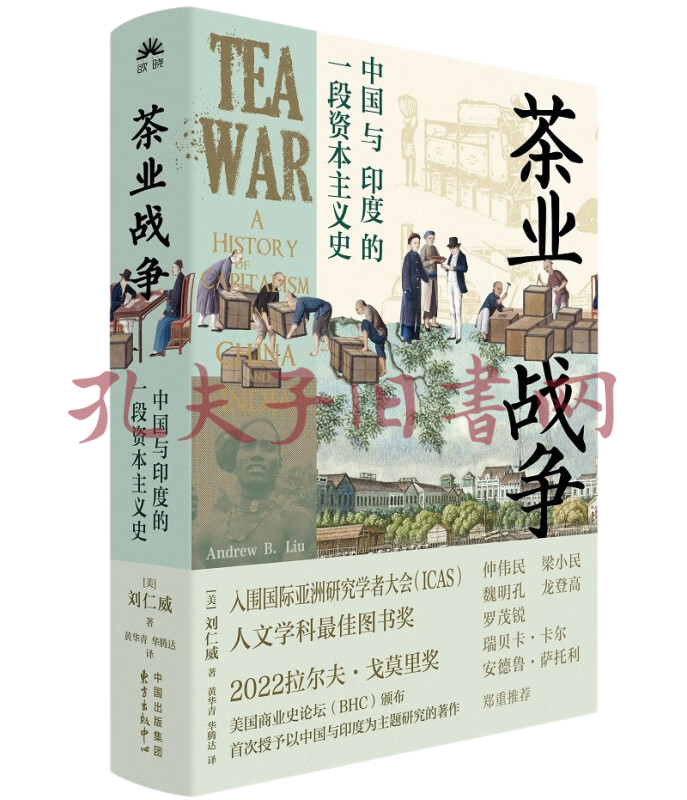 欲晓
茶业战争
中国与印度的
一段资本主义史
[美]
刘仁威
著
黄华青 华腾达
译
中国出版集团
东方出版中心
TEA
WAR
A
HISTORY
OF
CAPITALISM
CHINA
AND
INDIA
Andrew B. Liu
中国与印度的
一段资本主义史
茶业战争
孔夫子旧书网
[美]刘仁威 著
黄华青 华腾达 译
入围国际亚洲研究学者大会(ICAS)
人文学科最佳图书奖
2022拉尔夫·戈莫里奖
美国商业史论坛(BHC)颁布
首次授予以中国与印度为主题研究的著作
仲伟民 梁小民
魏明孔 龙登高
罗茂锐
瑞贝卡·卡尔
安德鲁·萨托利
郑重推荐